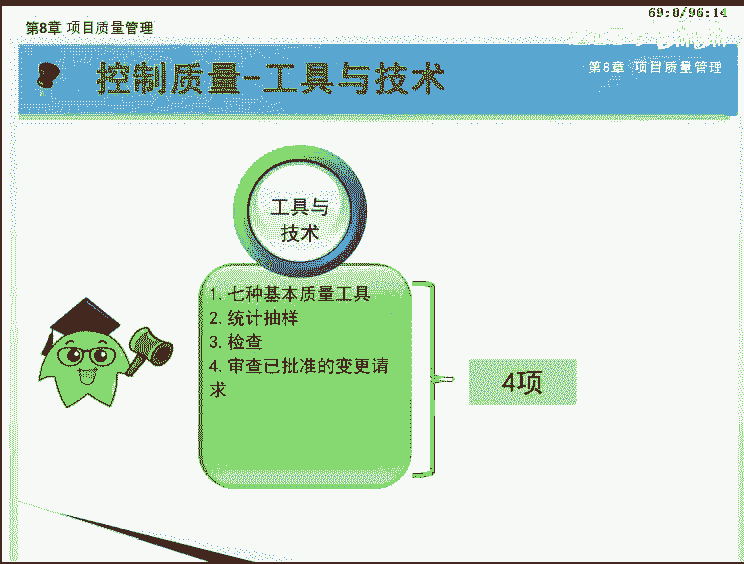 69:8/96:14
第8章 项目质量管理
控制质量-工具与技术
第8章 项目质量管理
工具与
技术
1. 七种基本质量工具
2. 统计抽样
3. 检查
4. 审查已批准的变更请
求
4项